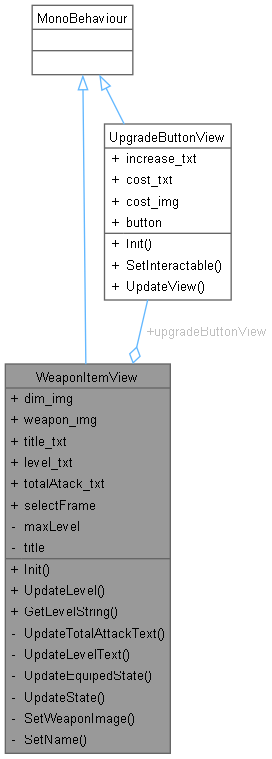 MonoBehaviour
UpgradeButtonView
+ increase_txt
+ cost_txt
+ cost_img
+ button
+ Init()
+ SetInteractable()
+ UpdateView()
+upgradeButtonView
WeaponItemView
+ dim_img
+ weapon_img
+ title_txt
+ level_txt
+ totalAtack_txt
+ selectFrame
- maxLevel
- title
+ Init()
+ UpdateLevel()
+ GetLevelString()
- UpdateTotalAttackText()
- UpdateLevelText()
- UpdateEquipedState()
- UpdateState()
- SetWeaponImage()
- SetName()